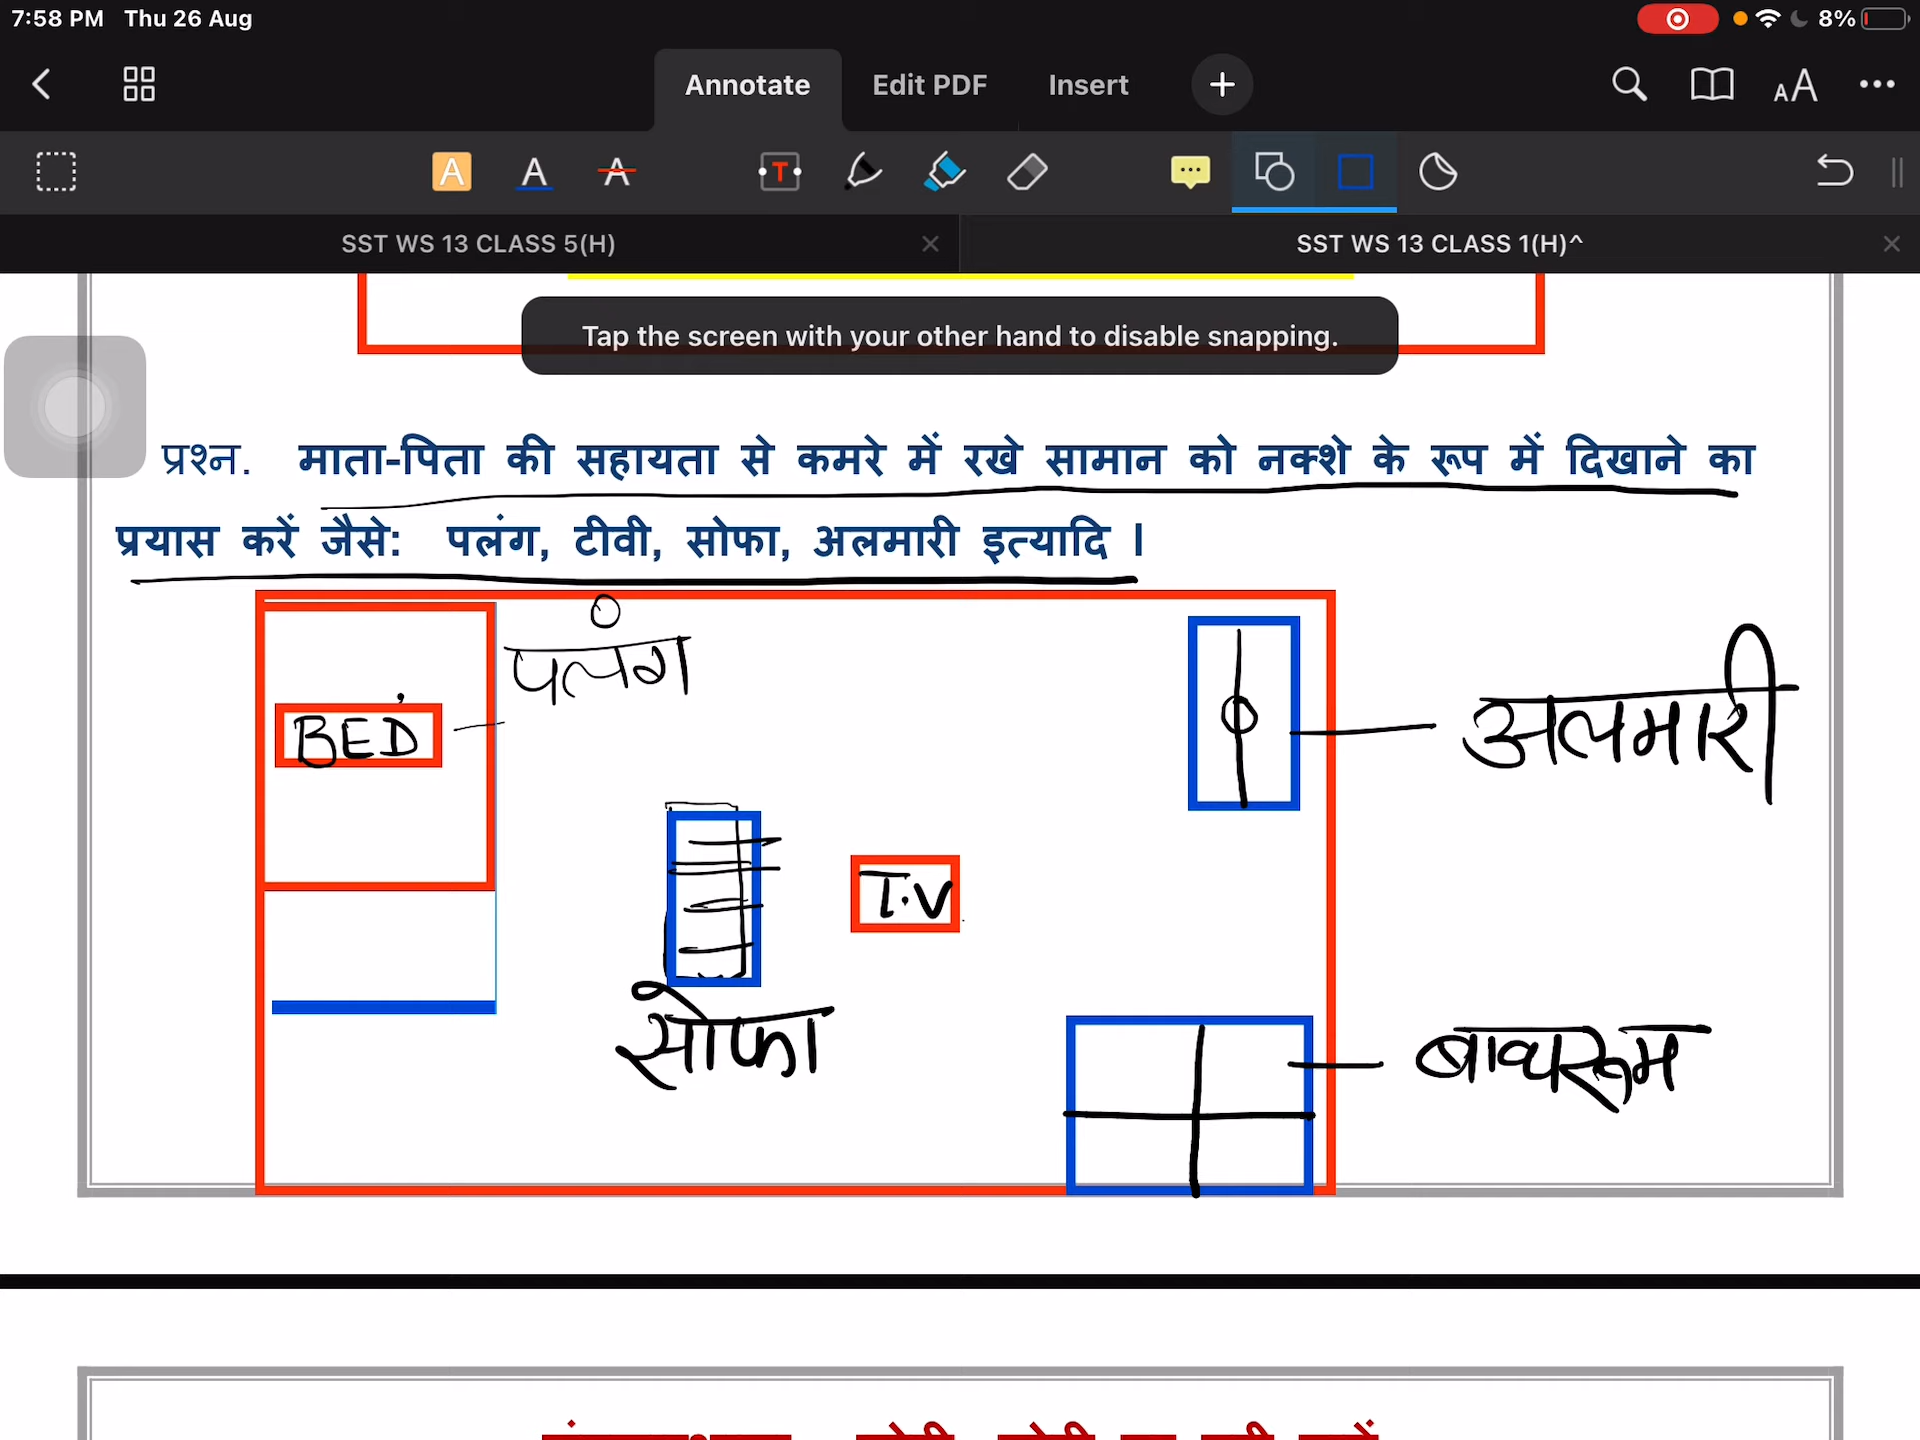 7:58 PM Thu 26 Aug 8%
Annotate Edit PDF Insert
SST WS 13 CLASS 5(H) SST WS 13 CLASS 1(H)^
Tap the screen with your other hand to disable snapping.
प्रश्न. माता-पिता की सहायता से कमरे में रखे सामान को नक्शे के रूप में दिखाने का
प्रयास करें जैसे: पलंग, टीवी, सोफा, अलमारी इत्यादि ।
पलंग
BED
अलमारी
T.V
सोफा
बाथरूम